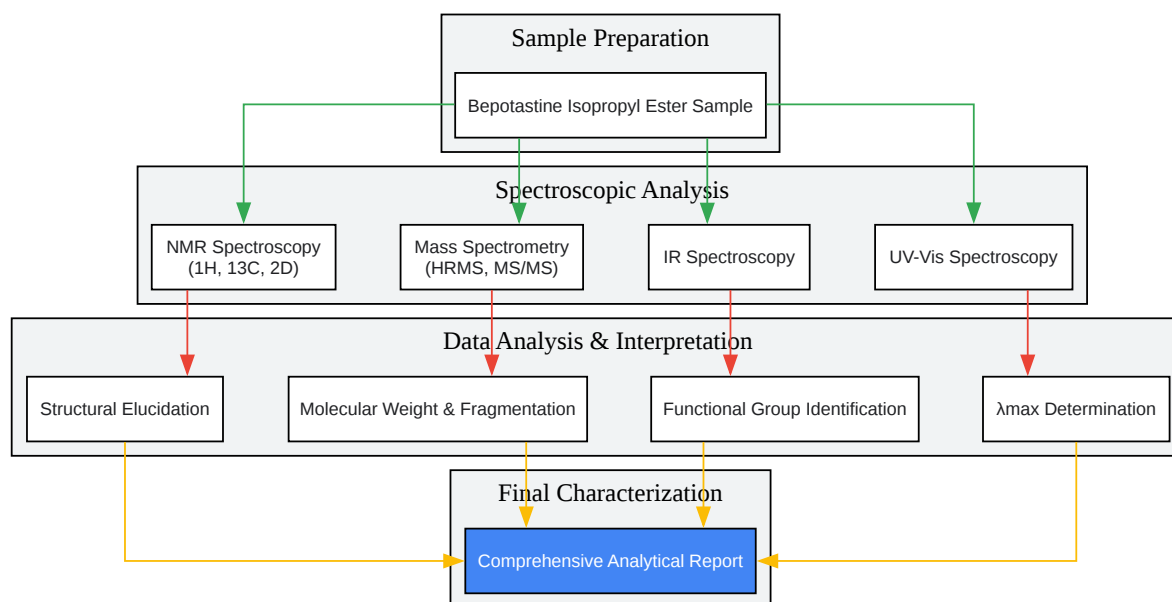 Sample Preparation
Bepotastine Isopropyl Ester Sample
Spectroscopic Analysis
NMR Spectroscopy
(1H, 13C, 2D)
Mass Spectrometry
(HRMS, MS/MS)
IR Spectroscopy
UV-Vis Spectroscopy
Data Analysis & Interpretation
Structural Elucidation
Molecular Weight & Fragmentation
Functional Group Identification
λmax Determination
Final Characterization
Comprehensive Analytical Report